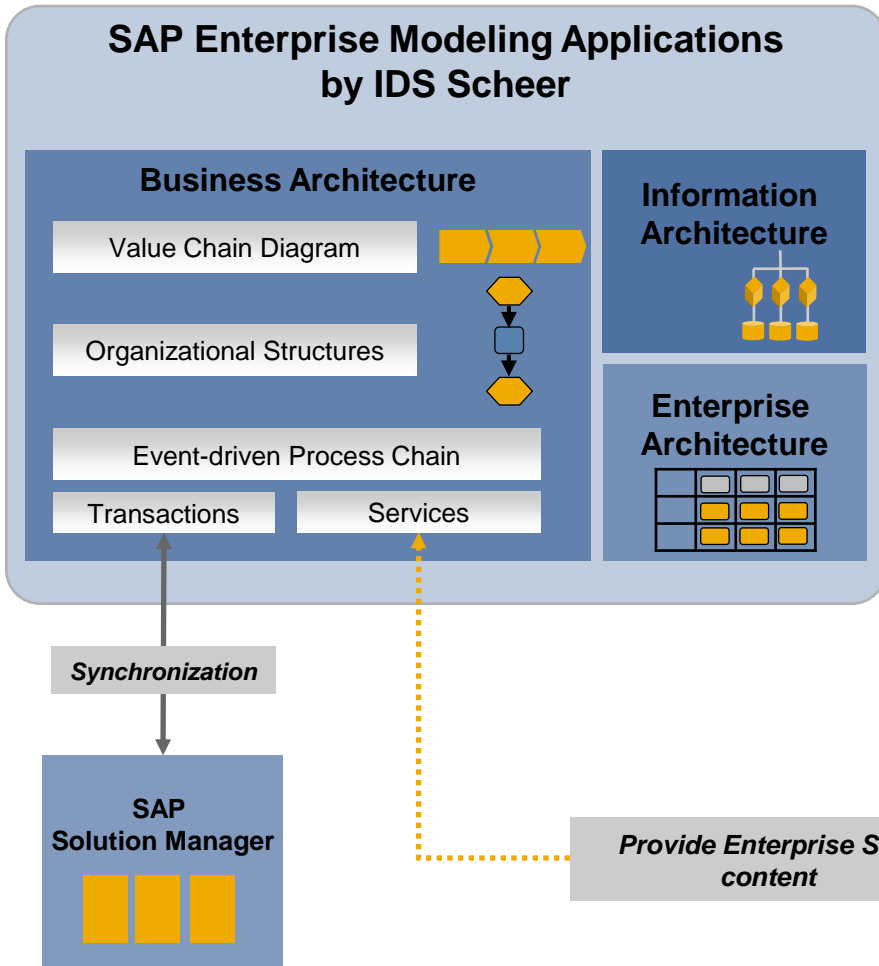 SAP Enterprise Modeling Applications
by IDS Scheer
Business Architecture
Value Chain Diagram
Organizational Structures
Event-driven Process Chain
Transactions
Services
Information
Architecture
Enterprise
Architecture
Synchronization
SAP
Solution Manager
Provide Enterprise
content